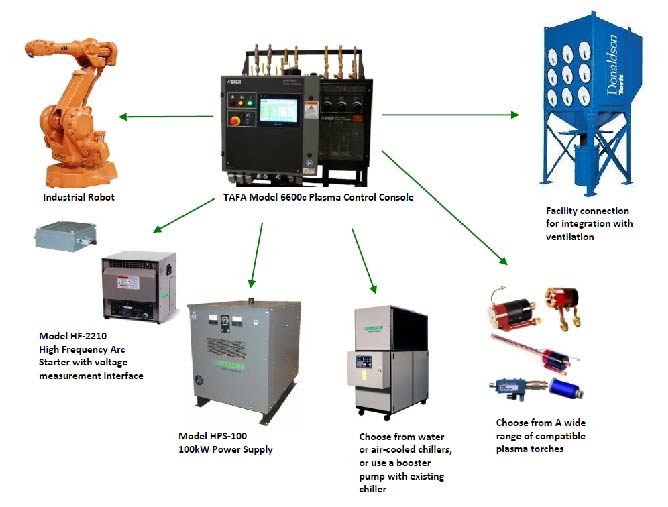 Donaldson
Torit
Industrial Robot
TAFA Model 6600c Plasma Control Console
Facility connection
for integration with
ventilation
Model HF-2210
High Frequency Arc
Starter with voltage
measurement interface
Model HPS-100
100kW Power Supply
Choose from water
or air-cooled chillers,
or use a booster
pump with existing
chiller
Choose from A wide
range of compatible
plasma torches